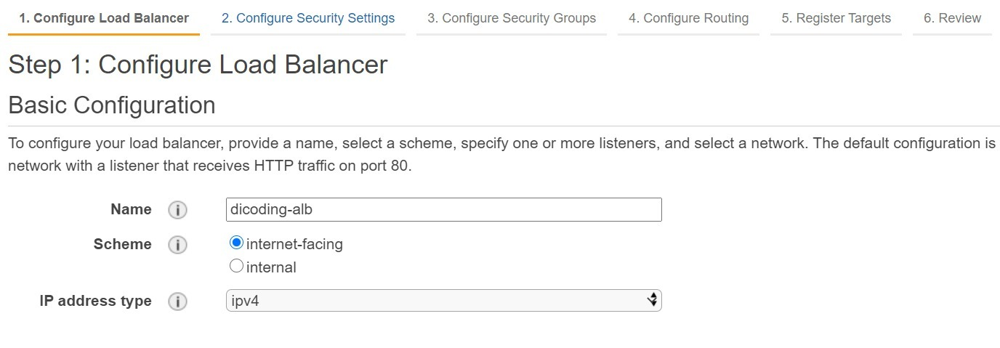 1. Configure Load Balancer 2. Configure Security Settings 3. Configure Security Groups 4. Configure Routing 5. Register Targets 6. Review
Step 1: Configure Load Balancer
Basic Configuration
To configure your load balancer, provide a name, select a scheme, specify one or more listeners, and select a network. The default configuration is
network with a listener that receives HTTP traffic on port 80.
Name i dicoding-alb
Scheme i internet-facing
internal
IP address type i ipv4